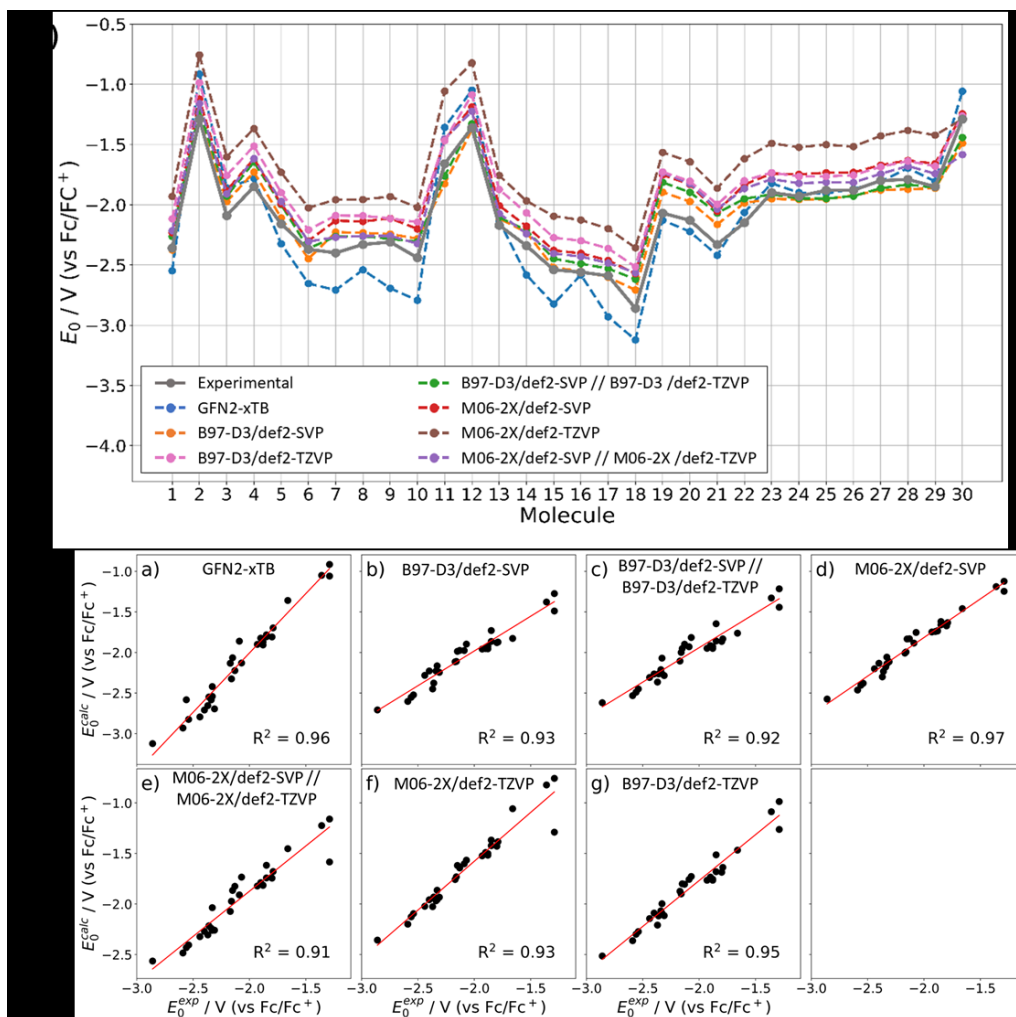 )
E₀ / V (vs Fc/FC⁺)
−0.5
−1.0
−1.5
−2.0
−2.5
−3.0
−3.5
−4.0
Experimental
GFN2-xTB
B97-D3/def2-SVP
B97-D3/def2-TZVP
B97-D3/def2-SVP // B97-D3 /def2-TZVP
M06-2X/def2-SVP
M06-2X/def2-TZVP
M06-2X/def2-SVP // M06-2X /def2-TZVP
1 2 3 4 5 6 7 8 9 10 11 12 13 14 15 16 17 18 19 20 21 22 23 24 25 26 27 28 29 30
Molecule
a) GFN2-xTB
R² = 0.96
b) B97-D3/def2-SVP
R² = 0.93
c) B97-D3/def2-SVP //
B97-D3/def2-TZVP
R² = 0.92
d) M06-2X/def2-SVP
R² = 0.97
E₀ᶜᵃˡᶜ / V (vs Fc/Fc⁺)
−1.0
−1.5
−2.0
−2.5
−3.0
e) M06-2X/def2-SVP //
M06-2X/def2-TZVP
R² = 0.91
f) M06-2X/def2-TZVP
R² = 0.93
g) B97-D3/def2-TZVP
R² = 0.95
E₀ᶜᵃˡᶜ / V (vs Fc/Fc⁺)
−1.0
−1.5
−2.0
−2.5
−3.0 −2.5 −2.0 −1.5 −3.0 −2.5 −2.0 −1.5 −3.0 −2.5 −2.0 −1.5 −3.0 −2.5 −2.0 −1.5
E₀ᵉˣᵖ / V (vs Fc/Fc⁺) E₀ᵉˣᵖ / V (vs Fc/Fc⁺) E₀ᵉˣᵖ / V (vs Fc/Fc⁺) E₀ᵉˣᵖ / V (vs Fc/Fc⁺)